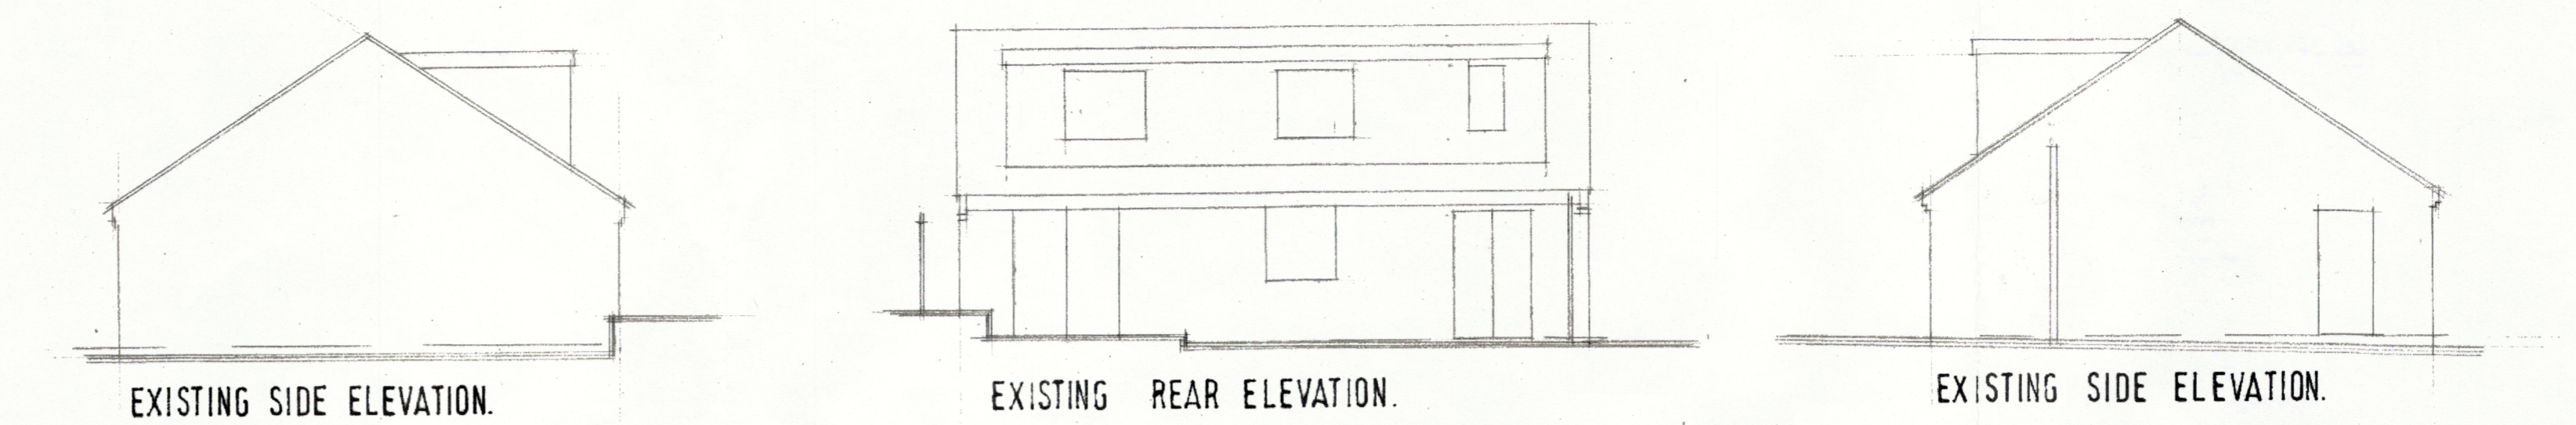 EXISTING SIDE ELEVATION.
EXISTING REAR ELEVATION.
EXISTING SIDE ELEVATION.